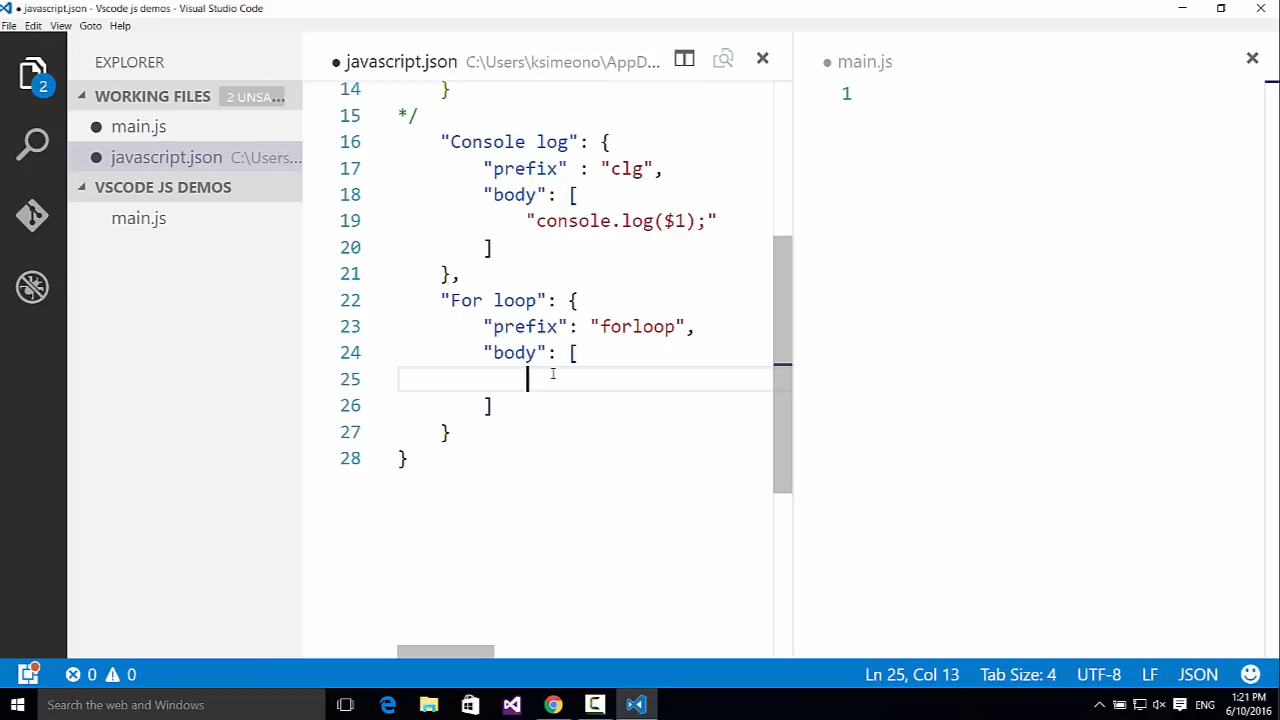 ● javascript.json - Vscode js demos - Visual Studio Code
File Edit View Goto Help
EXPLORER
WORKING FILES 2 UNSA...
main.js
javascript.json C:\Users...
VSCODE JS DEMOS
main.js
2
● javascript.json C:\Users\ksimeono\AppD...
14 }
15 */
16 "Console log": {
17 "prefix" : "clg",
18 "body": [
19 "console.log($1);"
20 ]
21 },
22 "For loop": {
23 "prefix": "forloop",
24 "body": [
25
26 ]
27 }
28 }
● main.js
1
0 0
Ln 25, Col 13 Tab Size: 4 UTF-8 LF JSON
Search the web and Windows
ENG
1:21 PM
6/10/2016